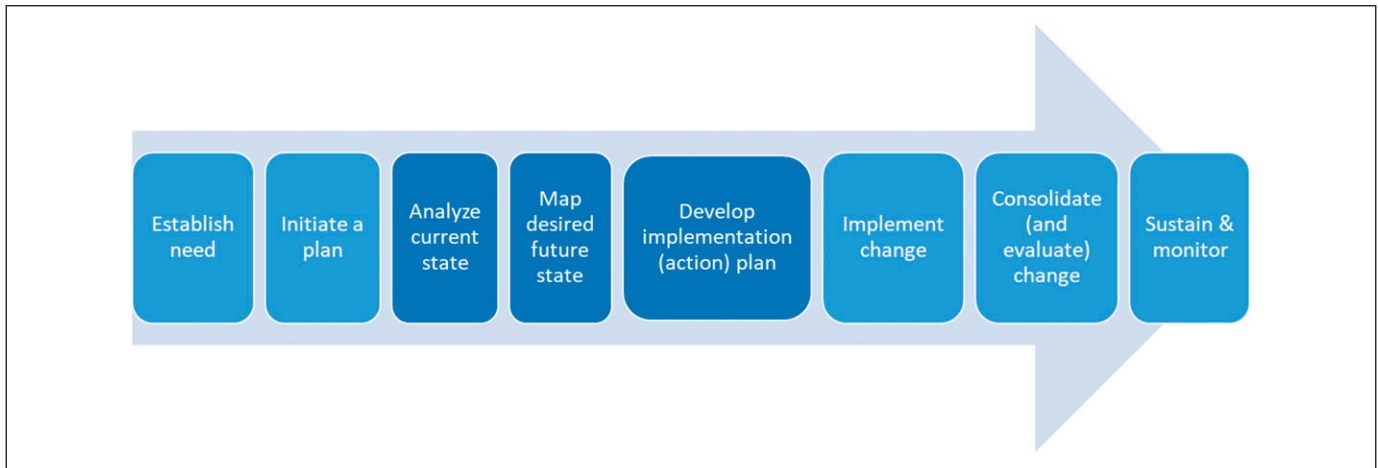 Establish
need
Initiate a
plan
Analyze
current
state
Map
desired
future
state
Develop
implementation
(action) plan
Implement
change
Consolidate
(and
evaluate)
change
Sustain &
monitor